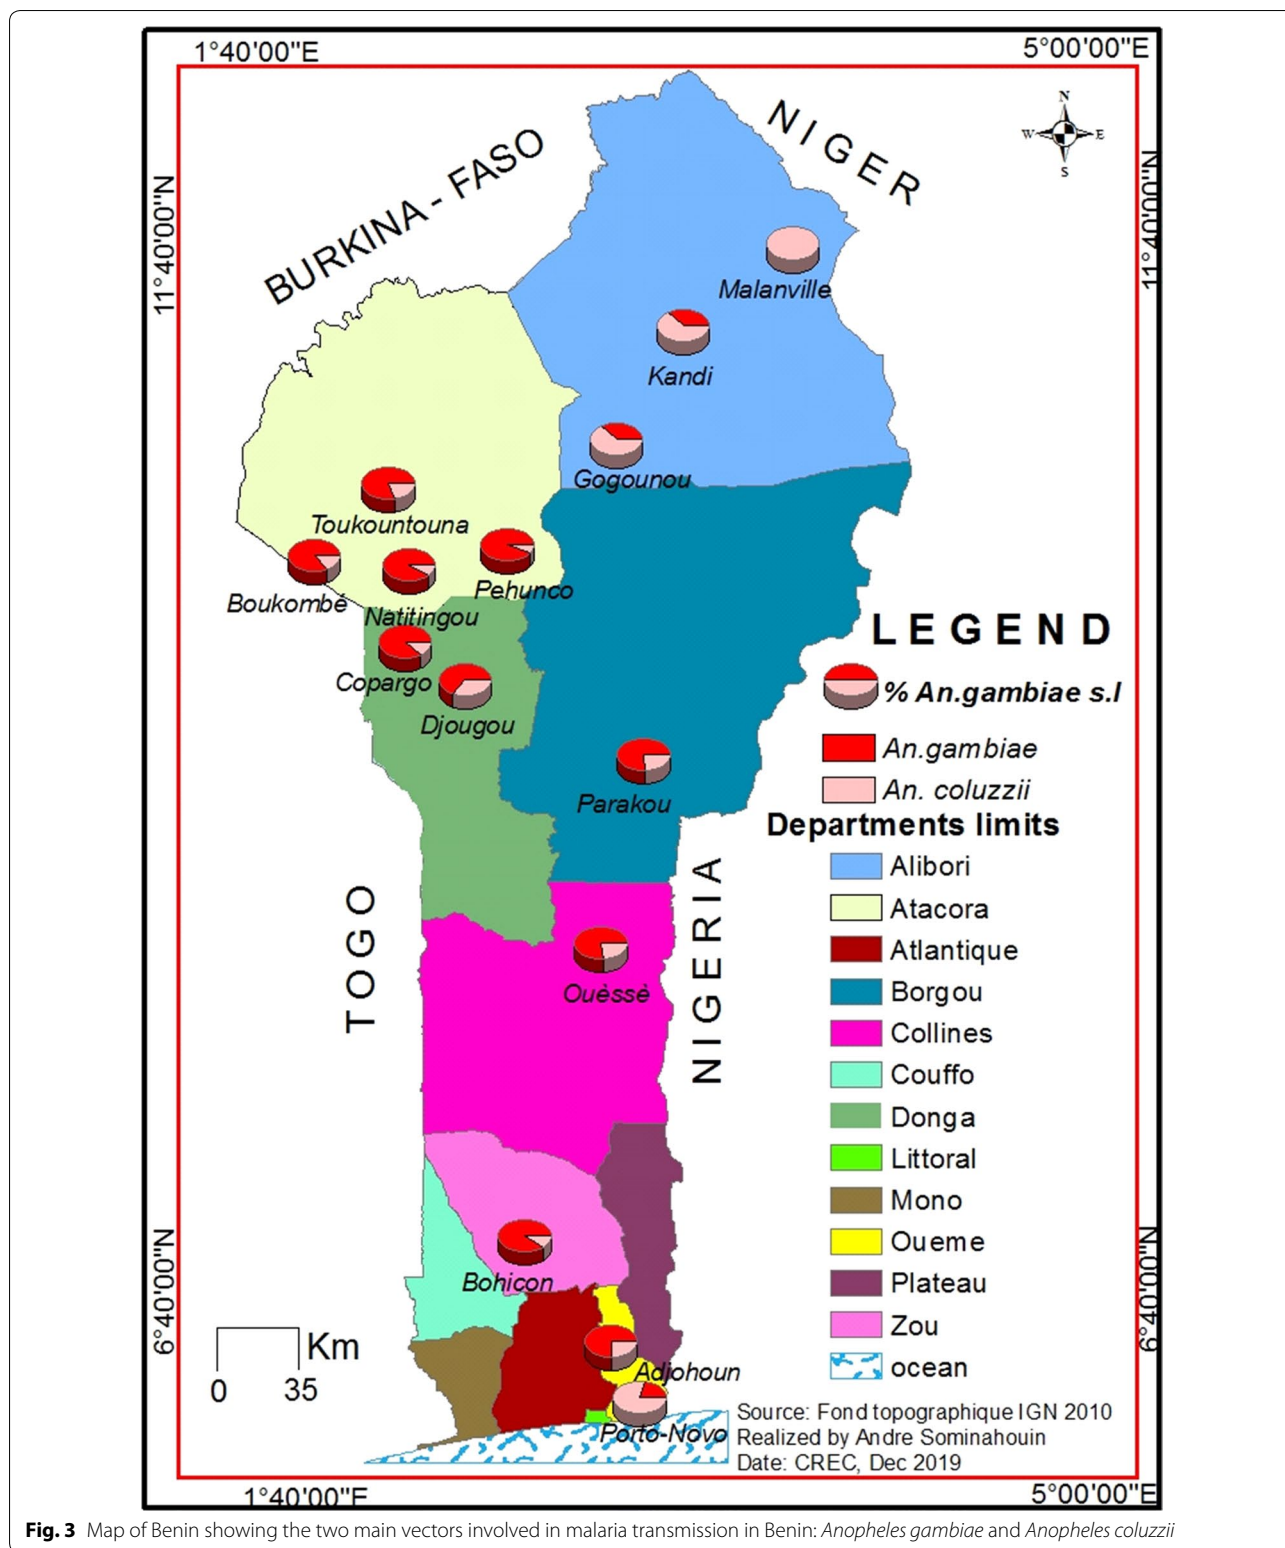 1°40'00"E
5°00'00"E
N
W
E
S
NIGER
BURKINA - FASO
11°40'00"N
11°40'00"N
Malanville
Kandi
Gogounou
Toukountouna
Boukombé
Natitingou
Pehunco
Copargo
Djougou
Parakou
Ouèssè
Bohicon
Adjohoun
Porto-Novo
TOGO
NIGERIA
LEGEND
% An.gambiae s.l
An.gambiae
An. coluzzii
Departments limits
Alibori
Atacora
Atlantique
Borgou
Collines
Couffo
Donga
Littoral
Mono
Oueme
Plateau
Zou
ocean
6°40'00"N
6°40'00"N
Km
0 35
Source: Fond topographique IGN 2010
Realized by Andre Sominahouin
Date: CREC, Dec 2019
1°40'00"E
5°00'00"E
Fig. 3 Map of Benin showing the two main vectors involved in malaria transmission in Benin: Anopheles gambiae and Anopheles coluzzii